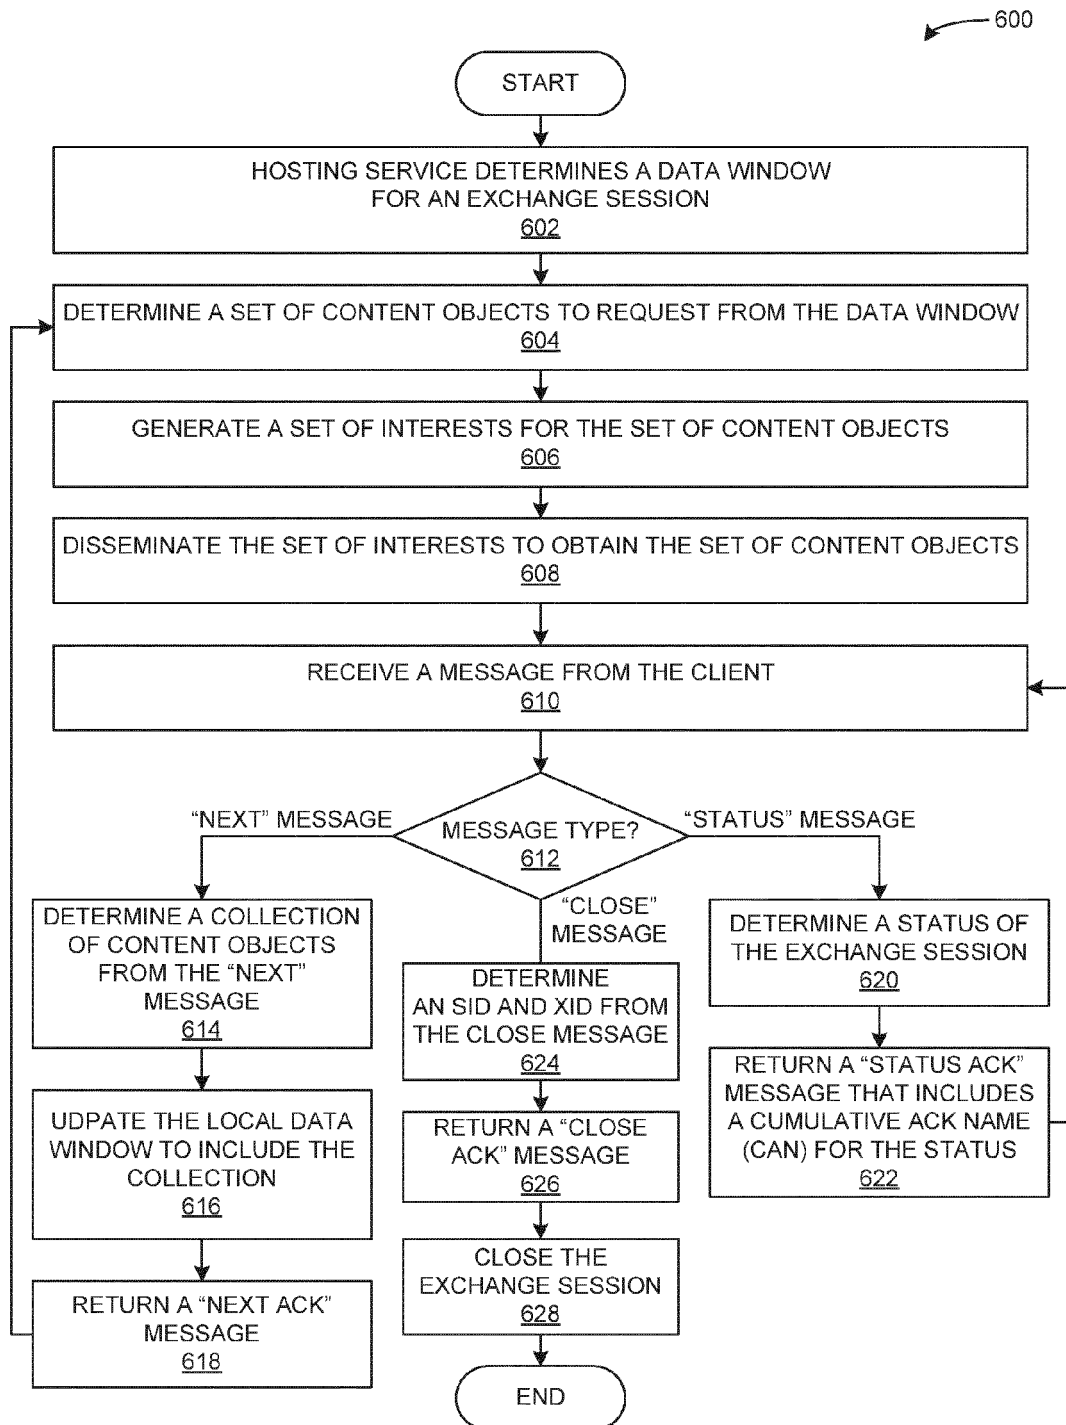 600
START
HOSTING SERVICE DETERMINES A DATA WINDOW
FOR AN EXCHANGE SESSION
602
DETERMINE A SET OF CONTENT OBJECTS TO REQUEST FROM THE DATA WINDOW
604
GENERATE A SET OF INTERESTS FOR THE SET OF CONTENT OBJECTS
606
DISSEMINATE THE SET OF INTERESTS TO OBTAIN THE SET OF CONTENT OBJECTS
608
RECEIVE A MESSAGE FROM THE CLIENT
610
MESSAGE TYPE?
612
“NEXT” MESSAGE
DETERMINE A COLLECTION
OF CONTENT OBJECTS
FROM THE “NEXT”
MESSAGE
614
UDPATE THE LOCAL DATA
WINDOW TO INCLUDE THE
COLLECTION
616
RETURN A “NEXT ACK”
MESSAGE
618
“CLOSE”
MESSAGE
DETERMINE
AN SID AND XID FROM
THE CLOSE MESSAGE
624
RETURN A “CLOSE
ACK” MESSAGE
626
CLOSE THE
EXCHANGE SESSION
628
END
“STATUS” MESSAGE
DETERMINE A STATUS OF
THE EXCHANGE SESSION
620
RETURN A “STATUS ACK”
MESSAGE THAT INCLUDES
A CUMULATIVE ACK NAME
(CAN) FOR THE STATUS
622